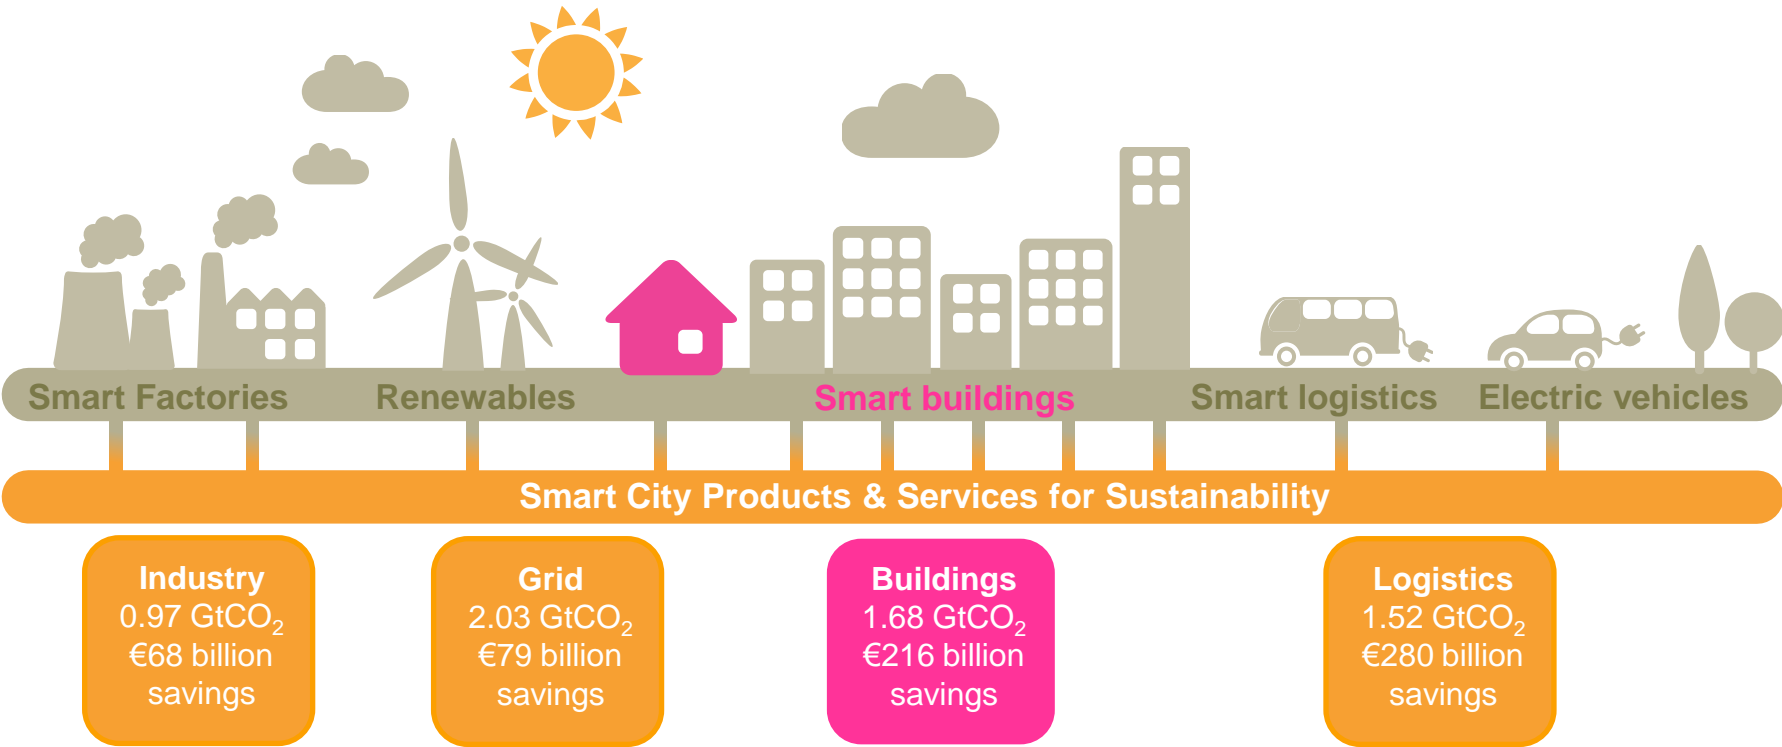 Smart Factories
Renewables
Smart buildings
Smart logistics
Electric vehicles
Smart City Products & Services for Sustainability
Industry
0.97 GtCO₂
€68 billion
savings
Grid
2.03 GtCO₂
€79 billion
savings
Buildings
1.68 GtCO₂
€216 billion
savings
Logistics
1.52 GtCO₂
€280 billion
savings